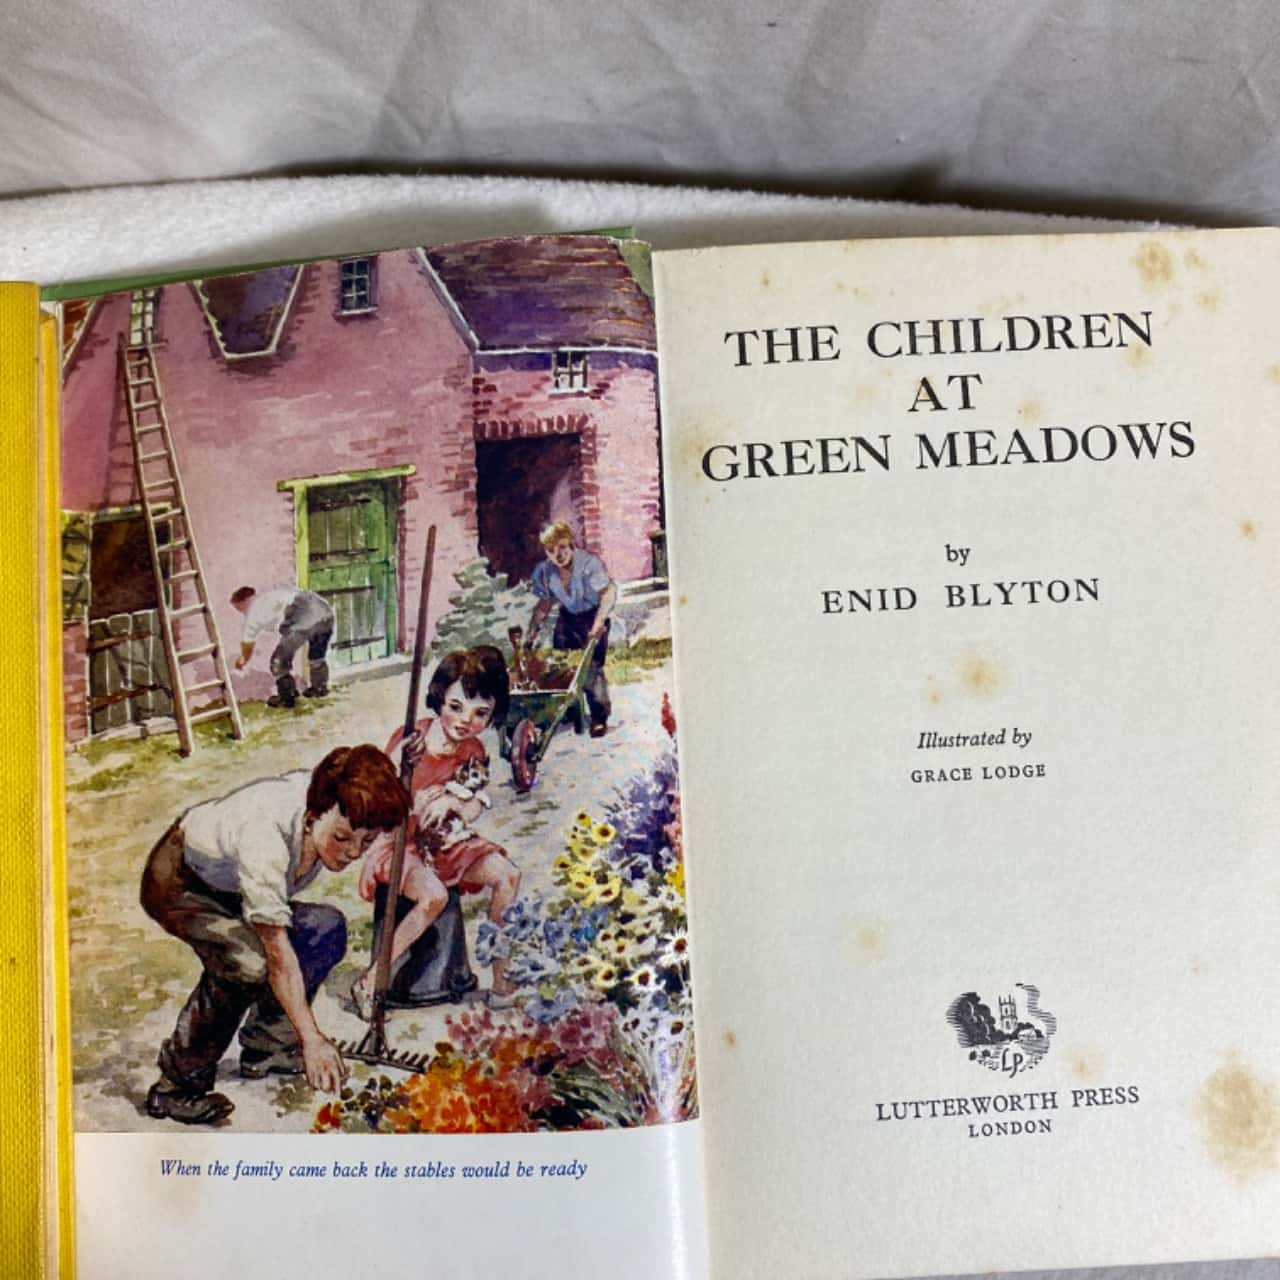 When the family came back the stables would be ready
THE CHILDREN
AT
GREEN MEADOWS
by
ENID BLYTON
Illustrated by
GRACE LODGE
LP
LUTTERWORTH PRESS
LONDON